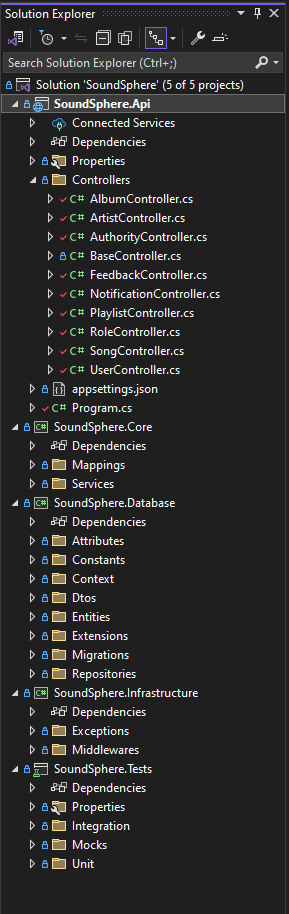 Solution Explorer
Search Solution Explorer (Ctrl+;)
Solution 'SoundSphere' (5 of 5 projects)
SoundSphere.Api
Connected Services
Dependencies
Properties
Controllers
C# AlbumController.cs
C# ArtistController.cs
C# AuthorityController.cs
C# BaseController.cs
C# FeedbackController.cs
C# NotificationController.cs
C# PlaylistController.cs
C# RoleController.cs
C# SongController.cs
C# UserController.cs
appsettings.json
C# Program.cs
C# SoundSphere.Core
Dependencies
Mappings
Services
C# SoundSphere.Database
Dependencies
Attributes
Constants
Context
Dtos
Entities
Extensions
Migrations
Repositories
C# SoundSphere.Infrastructure
Dependencies
Exceptions
Middlewares
SoundSphere.Tests
Dependencies
Properties
Integration
Mocks
Unit